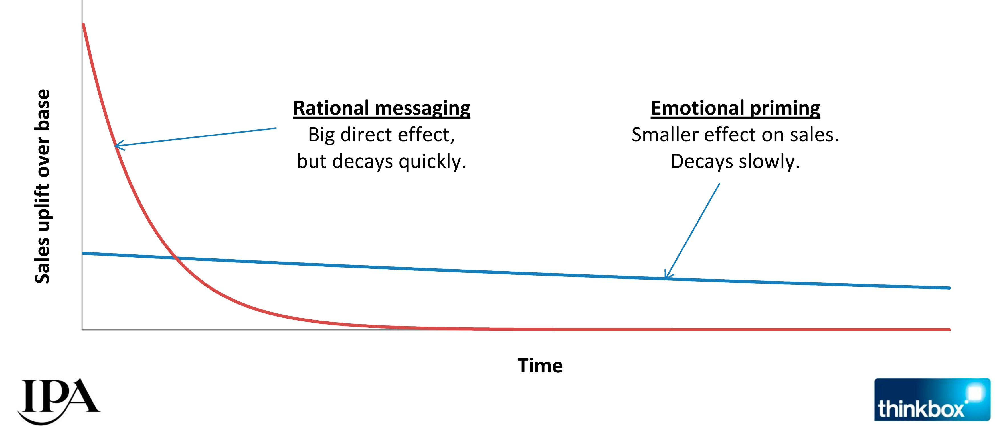 Sales uplift over base
Rational messaging
Big direct effect,
but decays quickly.
Emotional priming
Smaller effect on sales.
Decays slowly.
Time
IPA
thinkbox